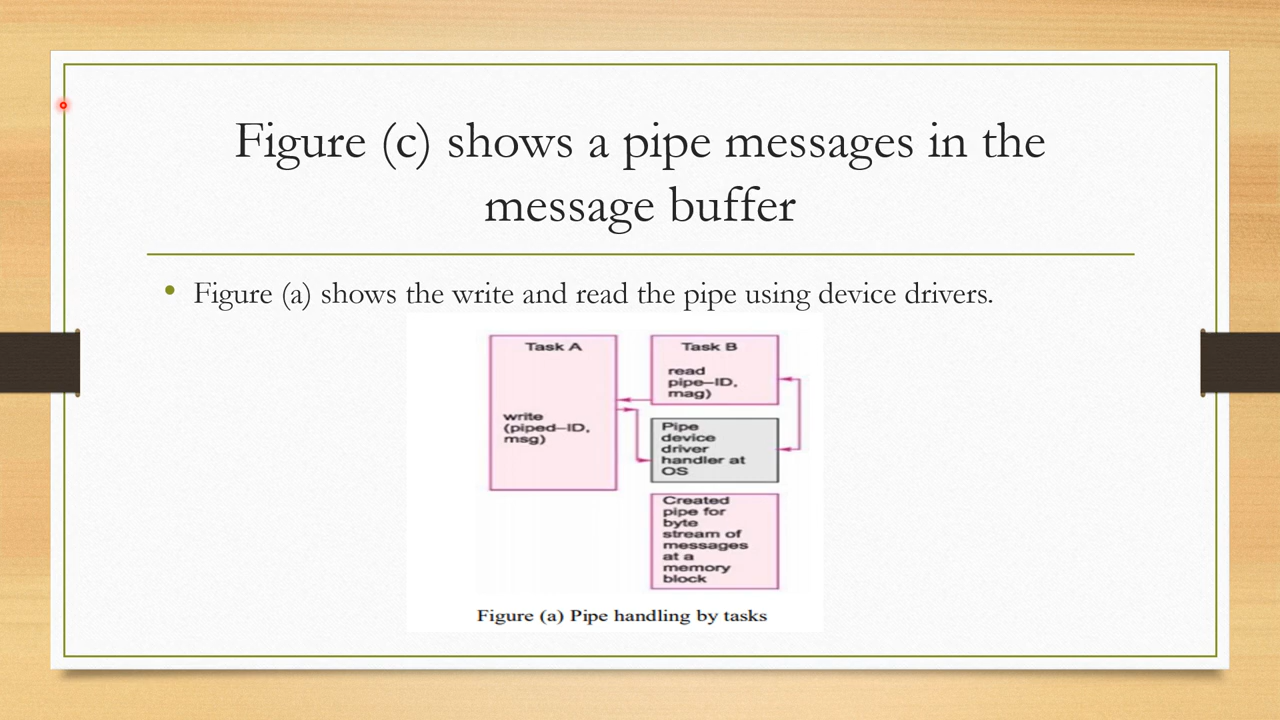 Figure (c) shows a pipe messages in the
message buffer
• Figure (a) shows the write and read the pipe using device drivers.
Task A
write
(piped–ID,
msg)
Task B
read
pipe–ID,
mag)
Pipe
device
driver
handler at
OS
Created
pipe for
byte
stream of
messages
at a
memory
block
Figure (a) Pipe handling by tasks